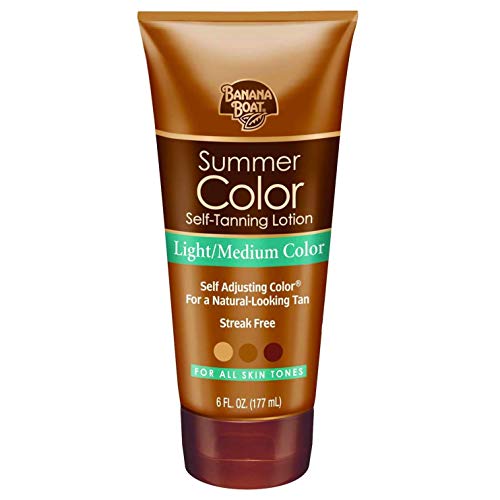 BANANA
BOAT®
Summer
Color
Self-Tanning Lotion
Light/Medium Color
Self Adjusting Color®
For a Natural-Looking Tan
Streak Free
FOR ALL SKIN TONES
6 FL. OZ. (177 mL)